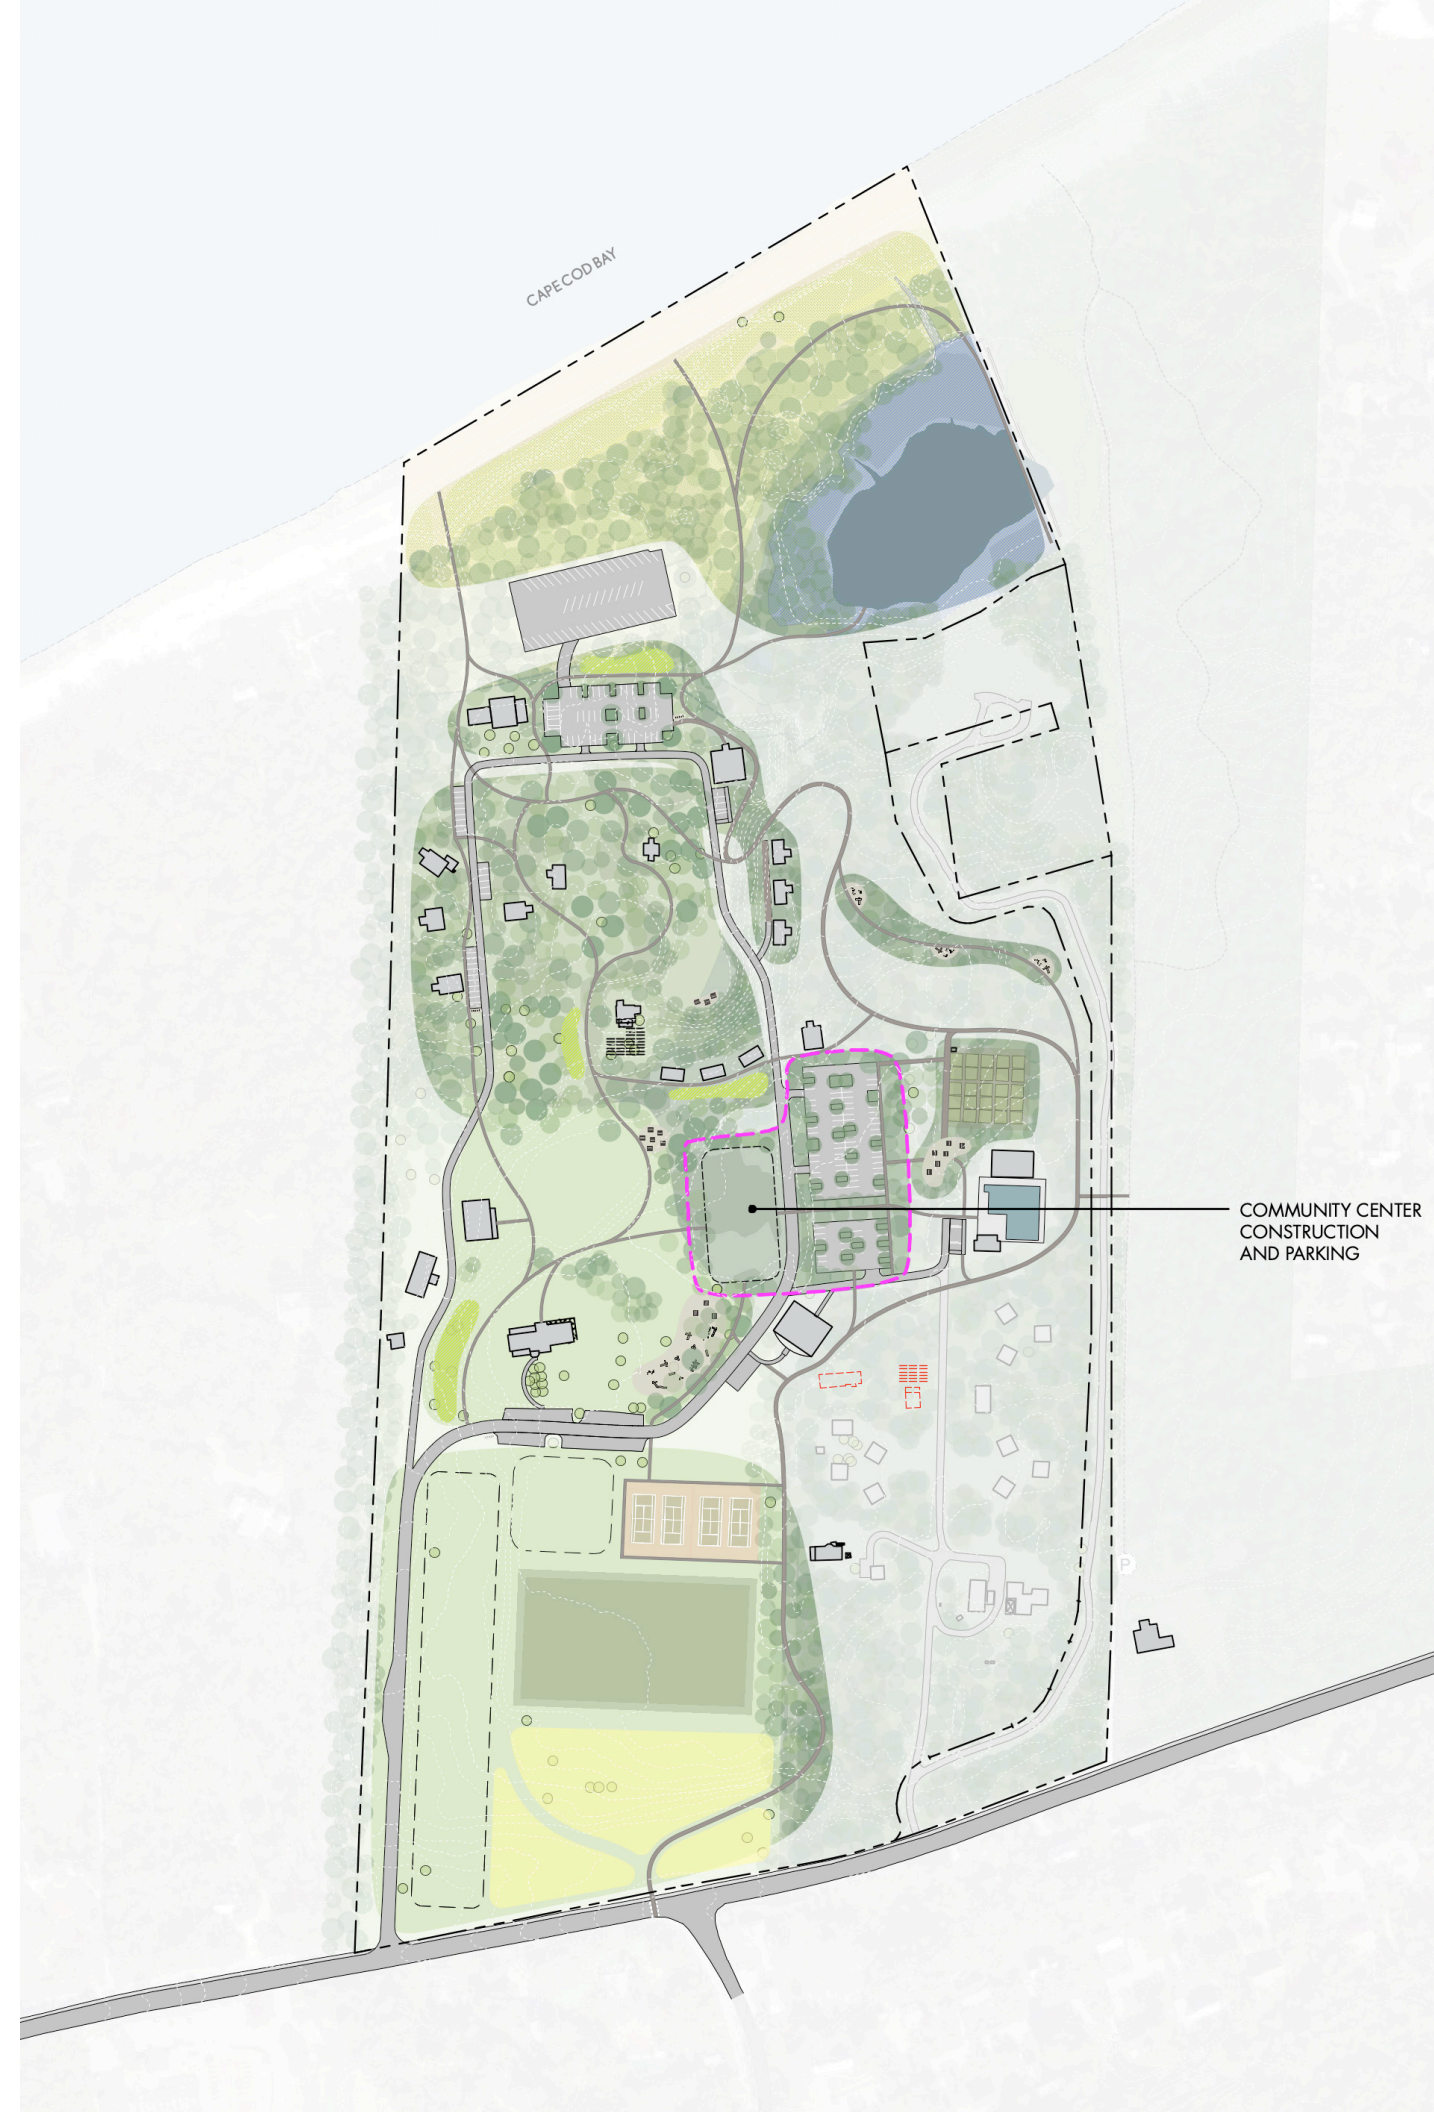 CAPE COD BAY
COMMUNITY CENTER
CONSTRUCTION
AND PARKING
P